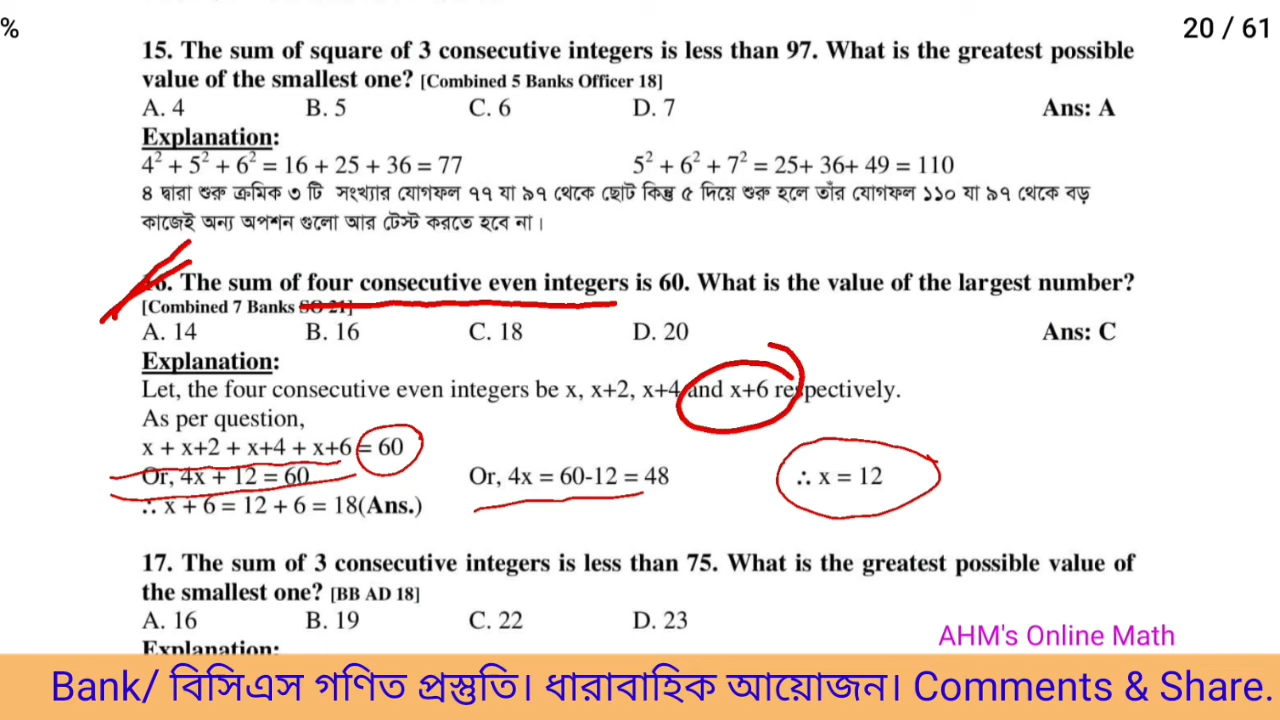 %
20 / 61
15. The sum of square of 3 consecutive integers is less than 97. What is the greatest possible
value of the smallest one? [Combined 5 Banks Officer 18]
A. 4 B. 5 C. 6 D. 7 Ans: A
Explanation:
4² + 5² + 6² = 16 + 25 + 36 = 77 5² + 6² + 7² = 25+ 36+ 49 = 110
৪ দ্বারা শুরু ক্রমিক ৩ টি সংখ্যার যোগফল ৭৭ যা ৯৭ থেকে ছোট কিন্তু ৫ দিয়ে শুরু হলে তাঁর যোগফল ১১০ যা ৯৭ থেকে বড়
কাজেই অন্য অপশন গুলো আর টেস্ট করতে হবে না।
16. The sum of four consecutive even integers is 60. What is the value of the largest number?
[Combined 7 Banks SO 21]
A. 14 B. 16 C. 18 D. 20 Ans: C
Explanation:
Let, the four consecutive even integers be x, x+2, x+4 and x+6 respectively.
As per question,
x + x+2 + x+4 + x+6 = 60
Or, 4x + 12 = 60 Or, 4x = 60-12 = 48 ∴ x = 12
∴ x + 6 = 12 + 6 = 18(Ans.)
17. The sum of 3 consecutive integers is less than 75. What is the greatest possible value of
the smallest one? [BB AD 18]
A. 16 B. 19 C. 22 D. 23
Explanation:
AHM's Online Math
Bank/ বিসিএস গণিত প্রস্তুতি। ধারাবাহিক আয়োজন। Comments & Share.